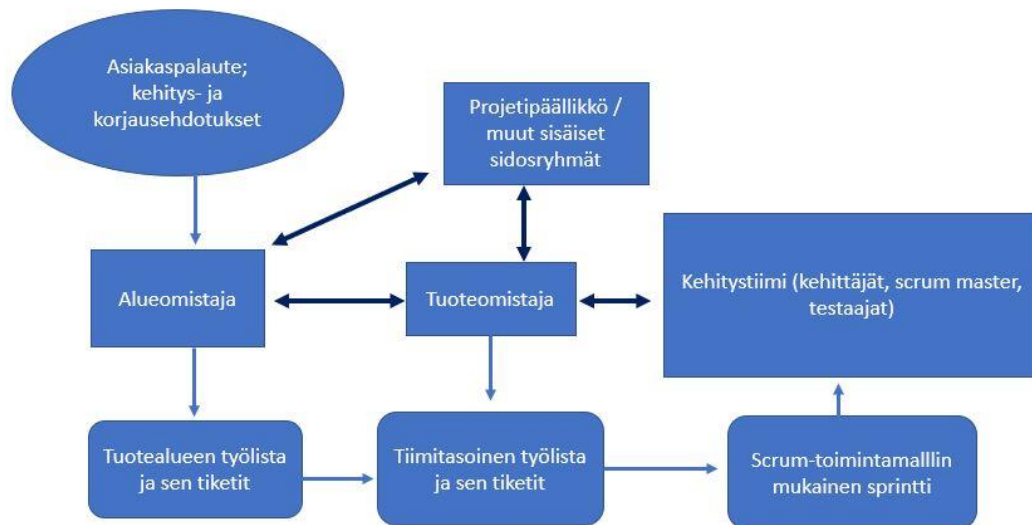 Asiakaspalaute;
kehitys- ja
korjausehdotukset
Projetipäällikkö /
muut sisäiset
sidosryhmät
Alueomistaja
Tuoteomistaja
Kehitystiimi (kehittäjät, scrum master,
testaajat)
Tuotealueen työlista
ja sen tiketit
Tiimitasoinen työlista
ja sen tiketit
Scrum-toimintamalllin
mukainen sprintti